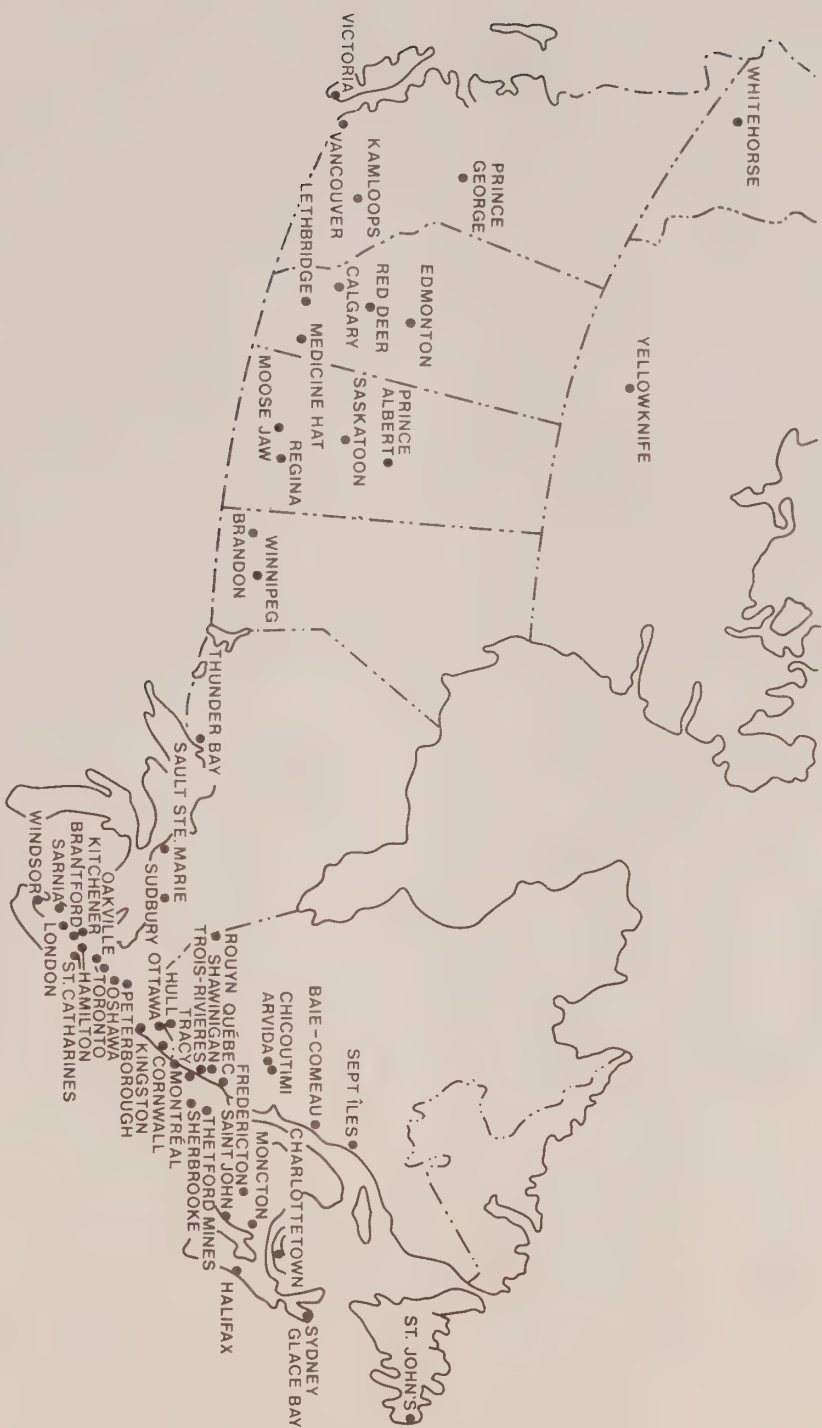 WHITEHORSE
YELLOWKNIFE
PRINCE
GEORGE
KAMLOOPS
VANCOUVER
VICTORIA
EDMONTON
RED DEER
CALGARY
LETHBRIDGE
MEDICINE HAT
PRINCE
ALBERT
SASKATOON
REGINA
MOOSE JAW
WINNIPEG
BRANDON
THUNDER BAY
SAULT STE. MARIE
SUDBURY
ROUYN
OTTAWA
HULL
OAKVILLE
KITCHENER
BRANTFORD
SARNIA
WINDSOR
LONDON
ST. CATHARINES
HAMILTON
TORONTO
OSHAWA
PETERBOROUGH
KINGSTON
CORNWALL
MONTRÉAL
SHERBROOKE
THETFORD MINES
TRACY
TROIS-RIVIERES
SHAWINIGAN
QUÉBEC
ARVIDA
CHICOUTIMI
BAIE-COMEAU
SEPT ÎLES
SAINT JOHN
FREDERICTON
MONCTON
CHARLOTTETOWN
HALIFAX
SYDNEY
GLACE BAY
ST. JOHN'S